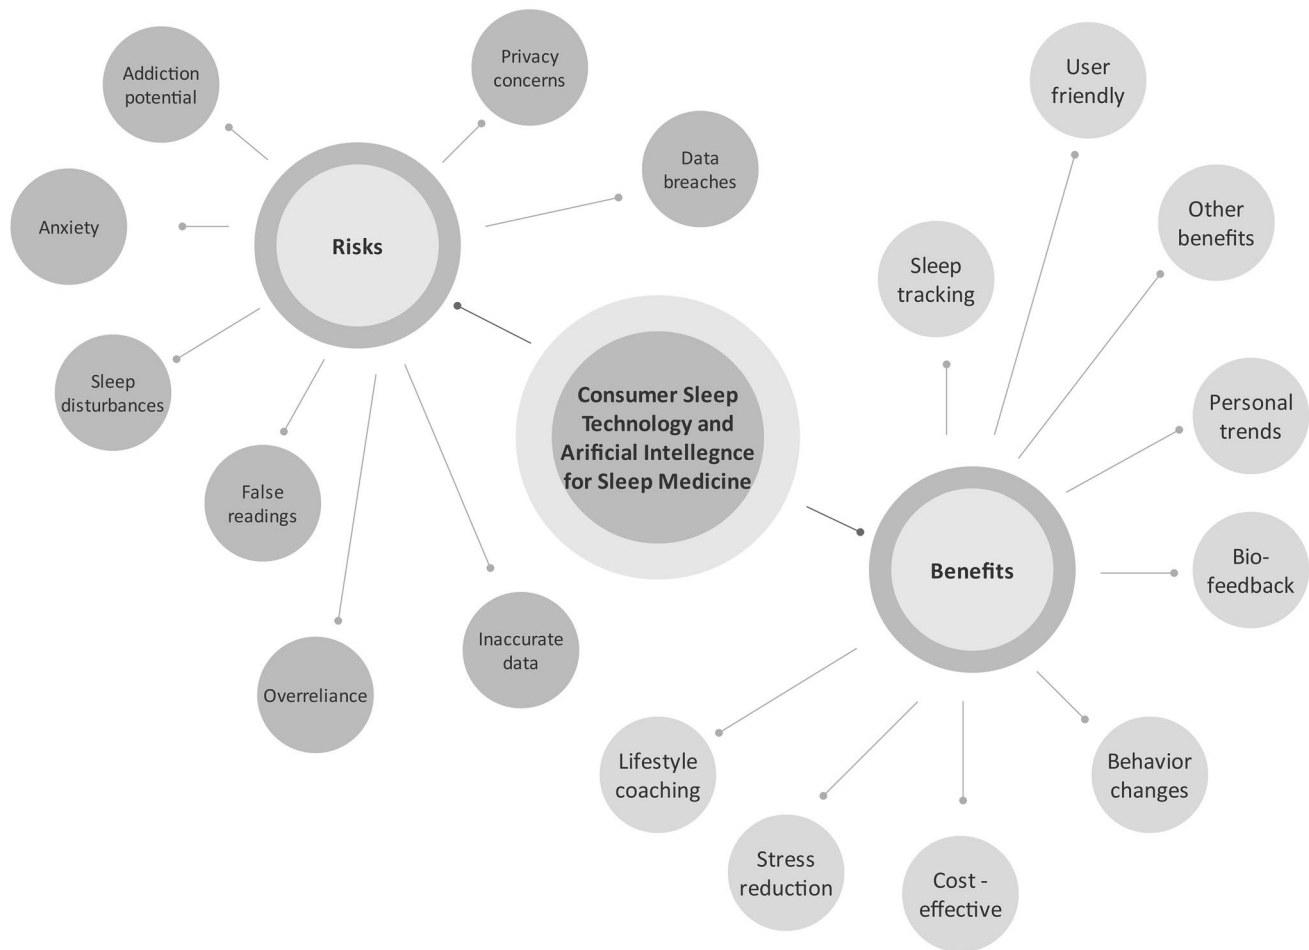 Addiction
potential
Privacy
concerns
Data
breaches
Anxiety
Risks
Sleep
disturbances
False
readings
Overreliance
Inaccurate
data
Consumer Sleep
Technology and
Arificial Intellegnce
for Sleep Medicine
User
friendly
Other
benefits
Sleep
tracking
Personal
trends
Bio-
feedback
Benefits
Behavior
changes
Lifestyle
coaching
Stress
reduction
Cost -
effective